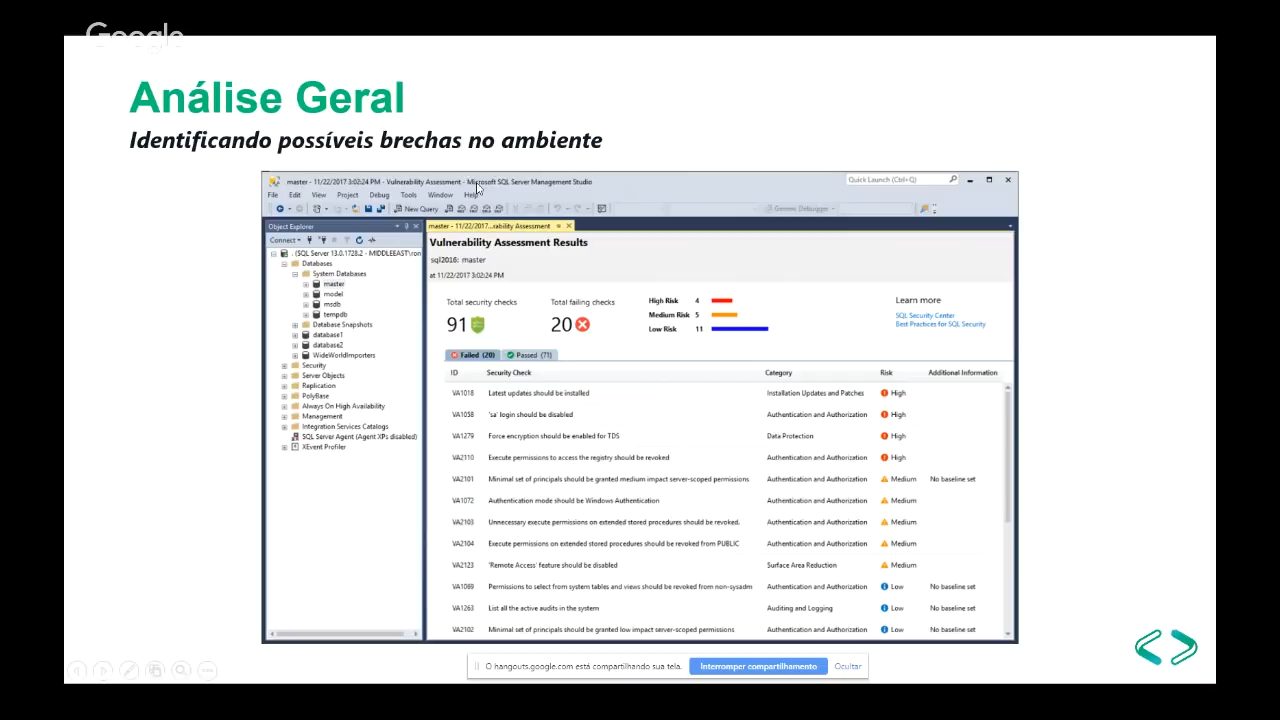 Google
Análise Geral
Identificando possíveis brechas no ambiente
master - 11/22/2017 3:02:24 PM - Vulnerability Assessment - Microsoft SQL Server Management Studio
Quick Launch (Ctrl+Q)
File Edit View Project Debug Tools Window Help
New Query
Generic Debugger
Object Explorer
master - 11/22/2017...rability Assessment
Connect
. (SQL Server 13.0.1728.2 - MIDDLEEAST\ron
Databases
System Databases
master
model
msdb
tempdb
Database Snapshots
database1
database2
WideWorldImporters
Security
Server Objects
Replication
PolyBase
Always On High Availability
Management
Integration Services Catalogs
SQL Server Agent (Agent XPs disabled)
XEvent Profiler
Vulnerability Assessment Results
sql2016: master
at 11/22/2017 3:02:24 PM
Total security checks
91
Total failing checks
20
High Risk 4
Medium Risk 5
Low Risk 11
Learn more
SQL Security Center
Best Practices for SQL Security
Failed (20) Passed (71)
ID Security Check Category Risk Additional Information
VA1018 Latest updates should be installed Installation Updates and Patches High
VA1058 'sa' login should be disabled Authentication and Authorization High
VA1279 Force encryption should be enabled for TDS Data Protection High
VA2110 Execute permissions to access the registry should be revoked Authentication and Authorization High
VA2101 Minimal set of principals should be granted medium impact server-scoped permissions Authentication and Authorization Medium No baseline set
VA1072 Authentication mode should be Windows Authentication Authentication and Authorization Medium
VA2103 Unnecessary execute permissions on extended stored procedures should be revoked. Authentication and Authorization Medium
VA2104 Execute permissions on extended stored procedures should be revoked from PUBLIC Authentication and Authorization Medium
VA2123 'Remote Access' feature should be disabled Surface Area Reduction Medium
VA1069 Permissions to select from system tables and views should be revoked from non-sysadm Authentication and Authorization Low No baseline set
VA1263 List all the active audits in the system Auditing and Logging Low No baseline set
VA2102 Minimal set of principals should be granted low impact server-scoped permissions Authentication and Authorization Low No baseline set
O hangouts.google.com está compartilhando sua tela. Interromper compartilhamento Ocultar